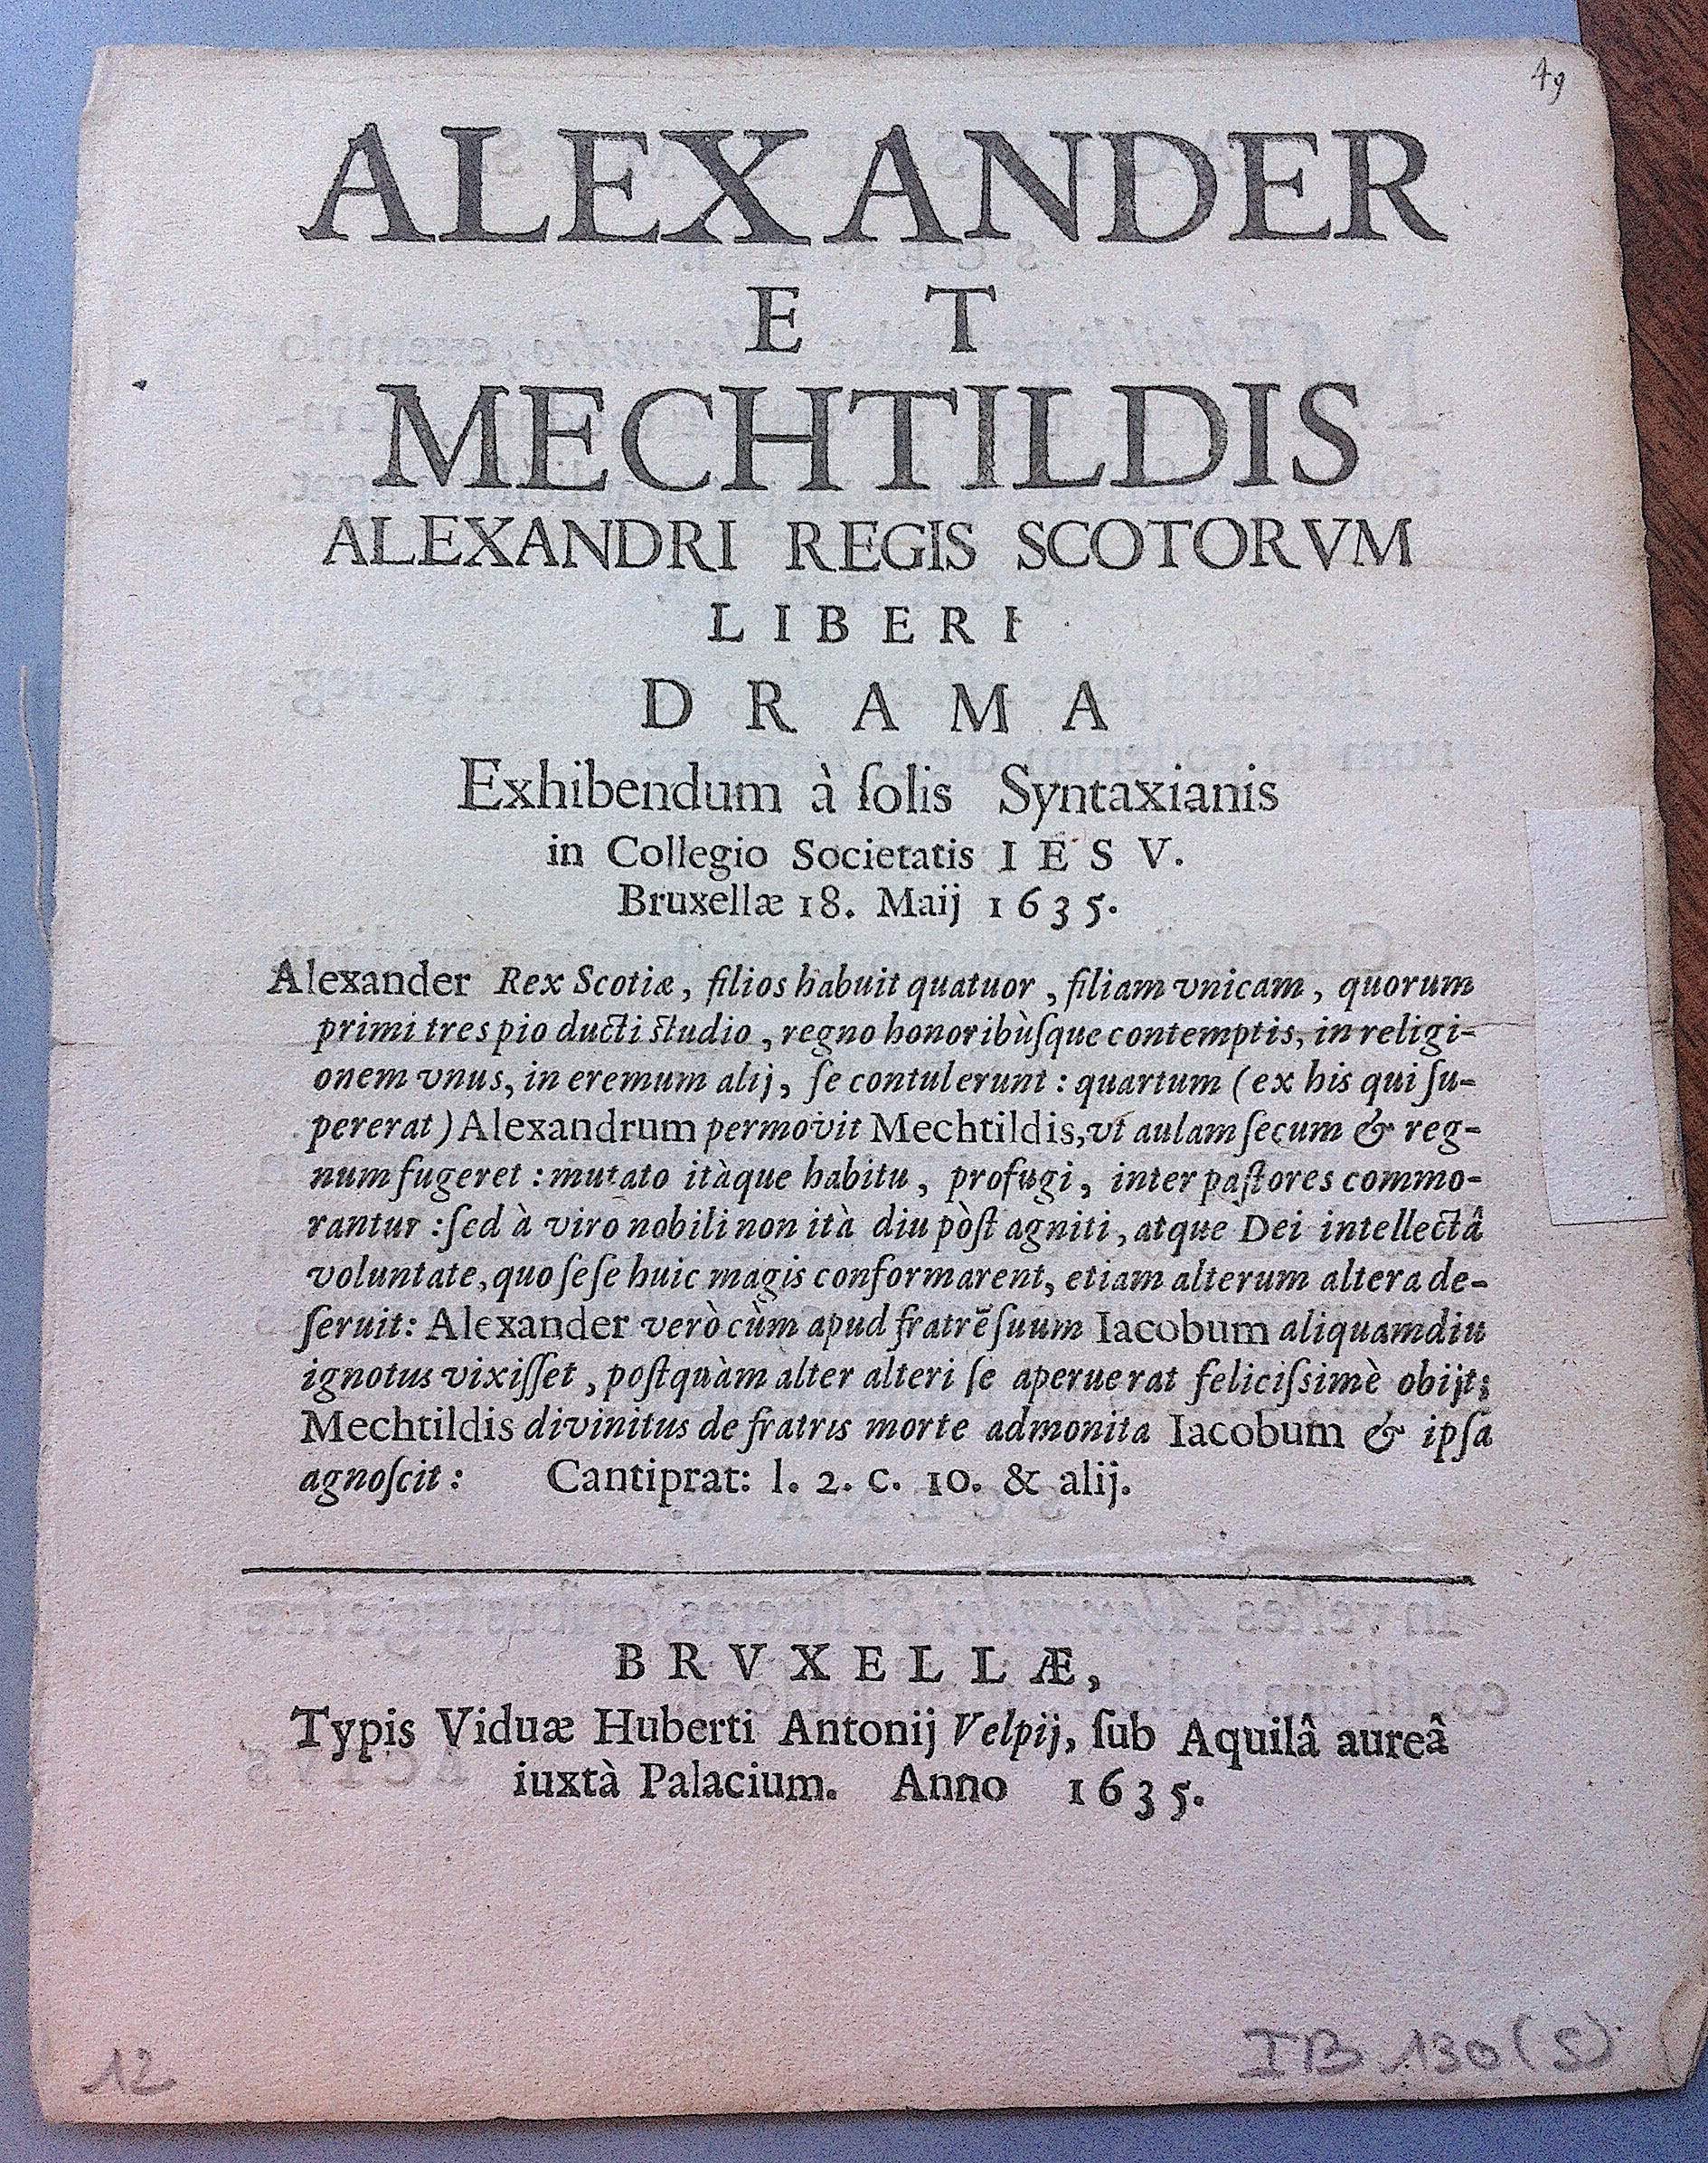 49
ALEXANDER
ET
MECHTILDIS
ALEXANDRI REGIS SCOTORVM
LIBERI
DRAMA
Exhibendum à ſolis Syntaxianis
in Collegio Societatis IESV.
Bruxellæ 18. Maij 1635.
Alexander Rex Scotiæ, filios habuit quatuor, filiam vnicam, quorum
primi tres pio ducti studio, regno honoribùſque contemptis, in religi-
onem vnus, in eremum alij, ſe contulerunt: quartum (ex his qui ſu-
pererat) Alexandrum permovit Mechtildis, vt aulam ſecum & reg-
num fugeret: mutato itàque habitu, profugi, inter paſtores commo-
rantur: ſed à viro nobili non ità diu pòſt agniti, atque Dei intellectâ
voluntate, quo ſeſe huic magis conformarent, etiam alterum altera de-
ſeruit: Alexander verò cùm apud fratrẽ ſuum Iacobum aliquamdiu
ignotus vixiſſet, poſtquàm alter alteri ſe aperuerat feliciſsimè obijt;
Mechtildis divinitus de fratris morte admonita Iacobum & ipſa
agnoſcit: Cantiprat: l. 2. c. 10. & alij.
BRVXELLÆ,
Typis Viduæ Huberti Antonij Velpij, ſub Aquilâ aureâ
iuxtà Palacium. Anno 1635.
12
IB 130 (S)